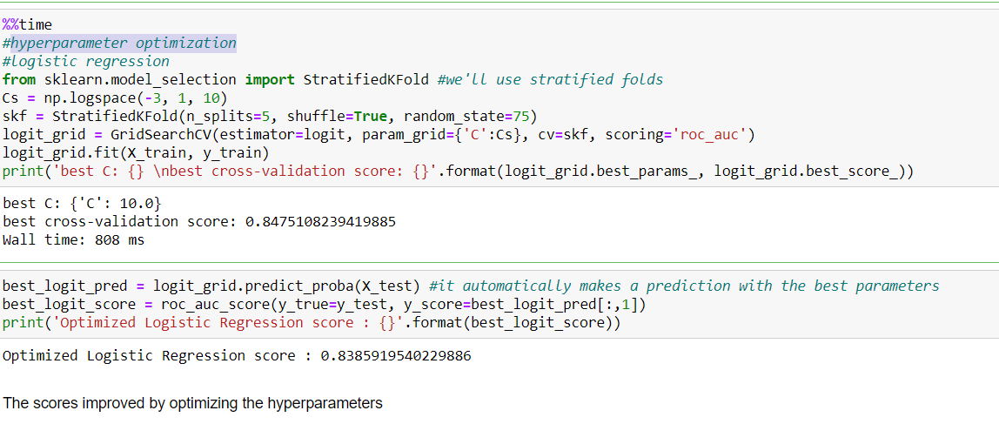 %%time
#hyperparameter optimization
#logistic regression
from sklearn.model_selection import StratifiedKFold #we'll use stratified folds
Cs = np.logspace(-3, 1, 10)
skf = StratifiedKFold(n_splits=5, shuffle=True, random_state=75)
logit_grid = GridSearchCV(estimator=logit, param_grid={'C':Cs}, cv=skf, scoring='roc_auc')
logit_grid.fit(X_train, y_train)
print('best C: {} \nbest cross-validation score: {}'.format(logit_grid.best_params_, logit_grid.best_score_))
best C: {'C': 10.0}
best cross-validation score: 0.8475108239419885
Wall time: 808 ms
best_logit_pred = logit_grid.predict_proba(X_test) #it automatically makes a prediction with the best parameters
best_logit_score = roc_auc_score(y_true=y_test, y_score=best_logit_pred[:,1])
print('Optimized Logistic Regression score : {}'.format(best_logit_score))
Optimized Logistic Regression score : 0.8385919540229886
The scores improved by optimizing the hyperparameters